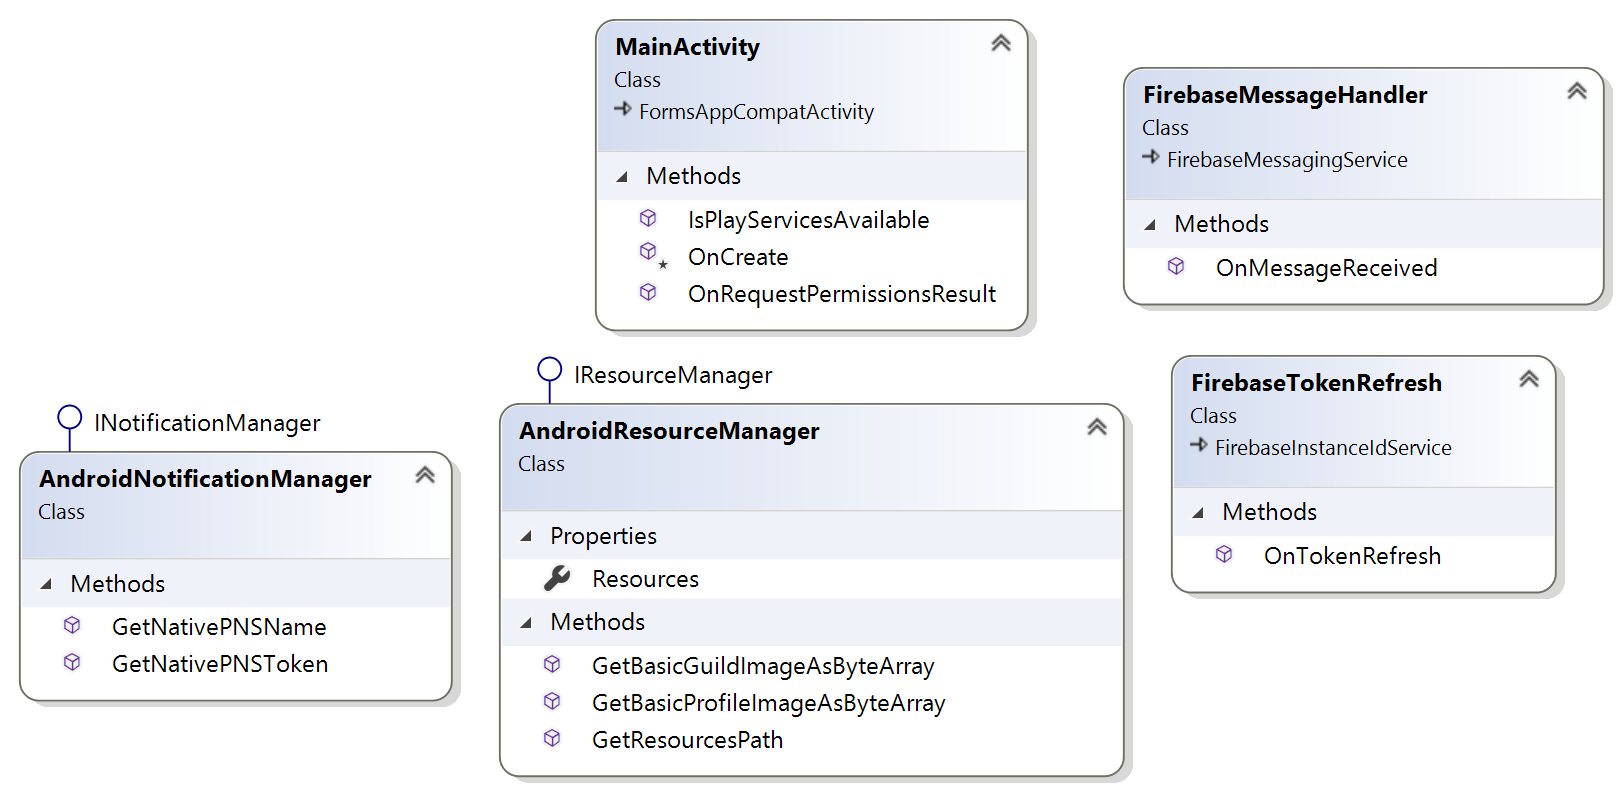 MainActivity
Class
FormsAppCompatActivity
Methods
IsPlayServicesAvailable
OnCreate
OnRequestPermissionsResult
FirebaseMessageHandler
Class
FirebaseMessagingService
Methods
OnMessageReceived
INotificationManager
AndroidNotificationManager
Class
Methods
GetNativePNSName
GetNativePNSToken
IResourceManager
AndroidResourceManager
Class
Properties
Resources
Methods
GetBasicGuildImageAsByteArray
GetBasicProfileImageAsByteArray
GetResourcesPath
FirebaseTokenRefresh
Class
FirebaseInstanceIdService
Methods
OnTokenRefresh